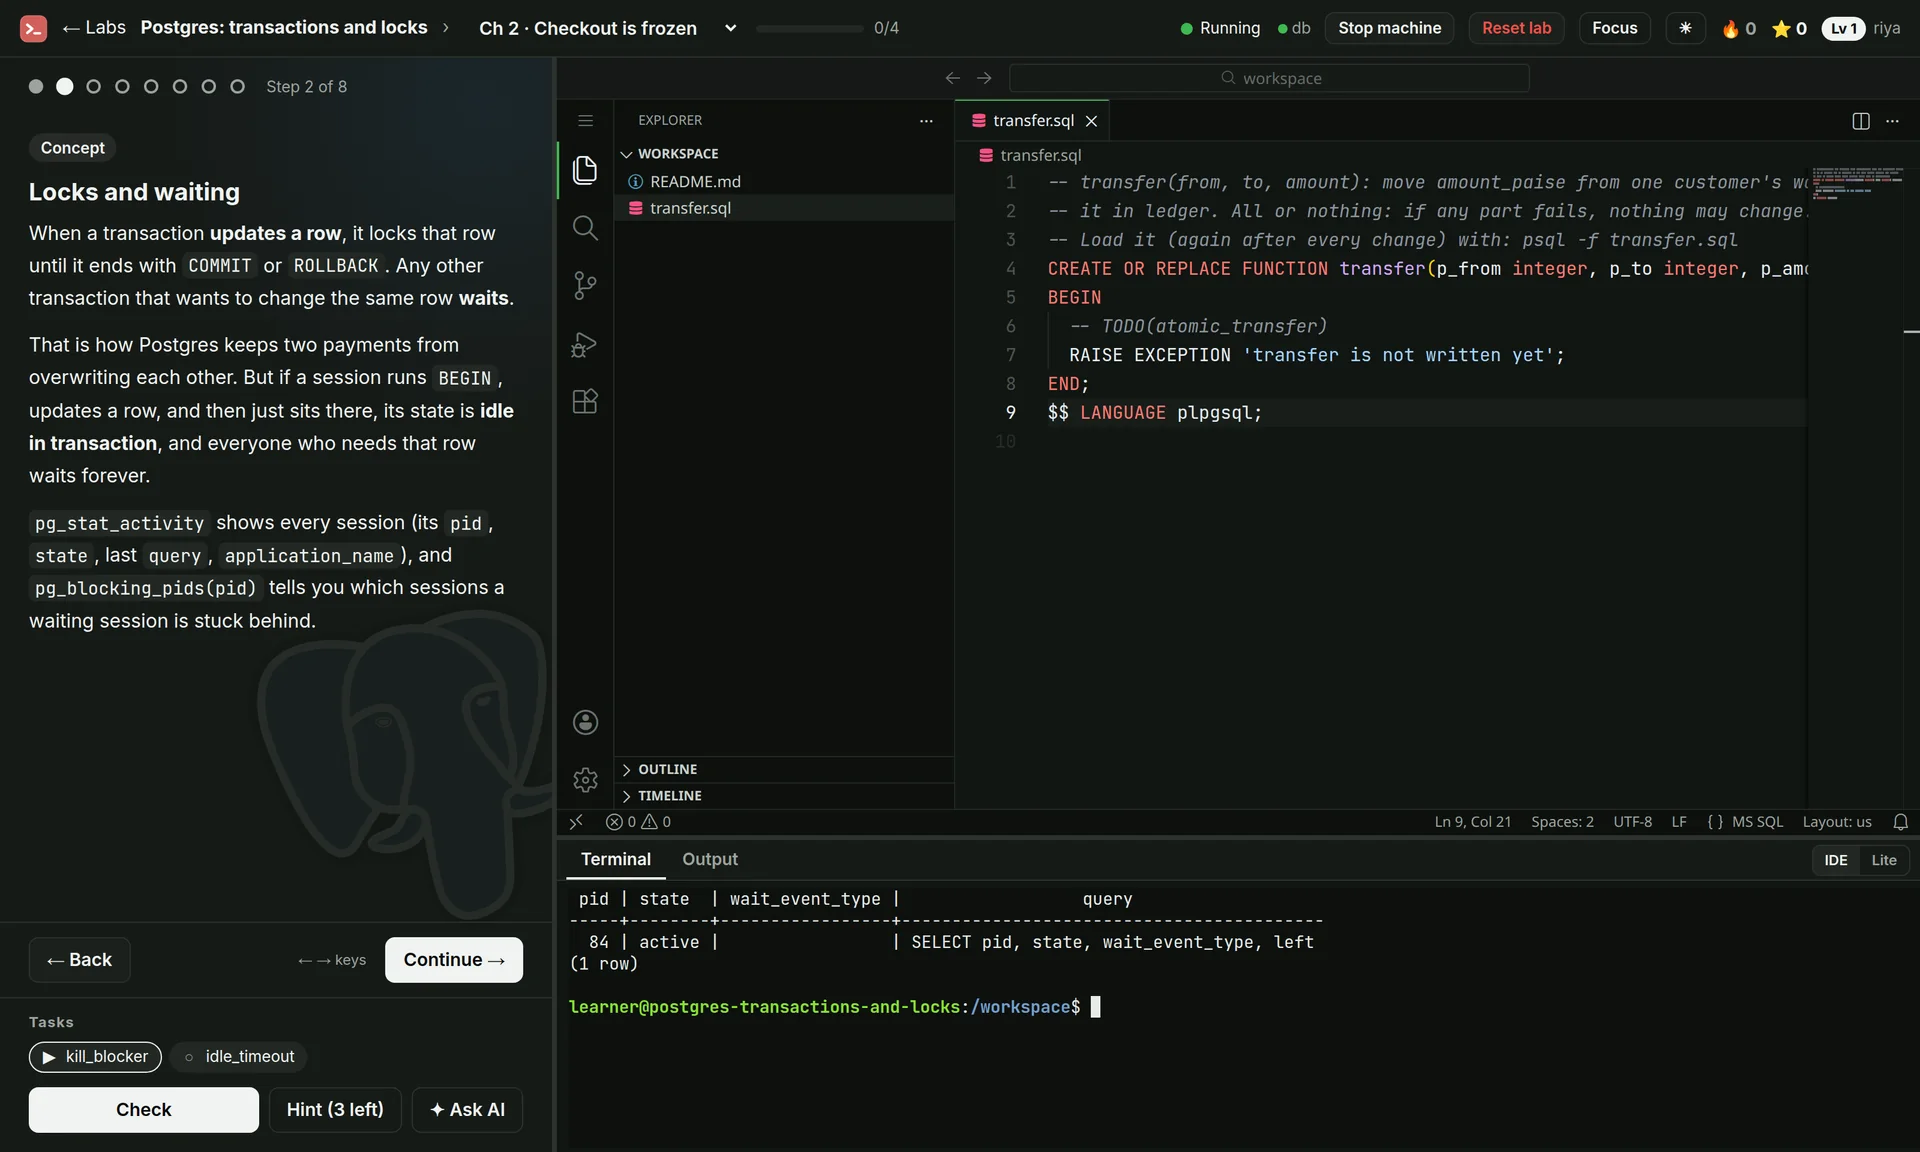 ← Labs Postgres: transactions and locks › Ch 2 · Checkout is frozen 0/4 Running db Stop machine Reset lab Focus 0 0 Lv 1 riya
Step 2 of 8
Concept
Locks and waiting
When a transaction updates a row, it locks that row
until it ends with COMMIT or ROLLBACK. Any other
transaction that wants to change the same row waits.
That is how Postgres keeps two payments from
overwriting each other. But if a session runs BEGIN,
updates a row, and then just sits there, its state is idle
in transaction, and everyone who needs that row
waits forever.
pg_stat_activity shows every session (its pid,
state, last query, application_name), and
pg_blocking_pids(pid) tells you which sessions a
waiting session is stuck behind.
← Back ←→ keys Continue →
Tasks
▶ kill_blocker ○ idle_timeout
Check Hint (3 left) ✦ Ask AI
← → workspace
EXPLORER ···
WORKSPACE
README.md
transfer.sql
OUTLINE
TIMELINE
transfer.sql
transfer.sql
1 -- transfer(from, to, amount): move amount_paise from one customer's
2 -- it in ledger. All or nothing: if any part fails, nothing may change.
3 -- Load it (again after every change) with: psql -f transfer.sql
4 CREATE OR REPLACE FUNCTION transfer(p_from integer, p_to integer,
5 BEGIN
6 -- TODO(atomic_transfer)
7 RAISE EXCEPTION 'transfer is not written yet';
8 END;
9 $$ LANGUAGE plpgsql;
10
0 0 Ln 9, Col 21 Spaces: 2 UTF-8 LF { } MS SQL Layout: us
Terminal Output IDE Lite
pid | state | wait_event_type | query
-----+--------+-----------------+----------------------------------------
84 | active | | SELECT pid, state, wait_event_type, left
(1 row)
learner@postgres-transactions-and-locks:/workspace$